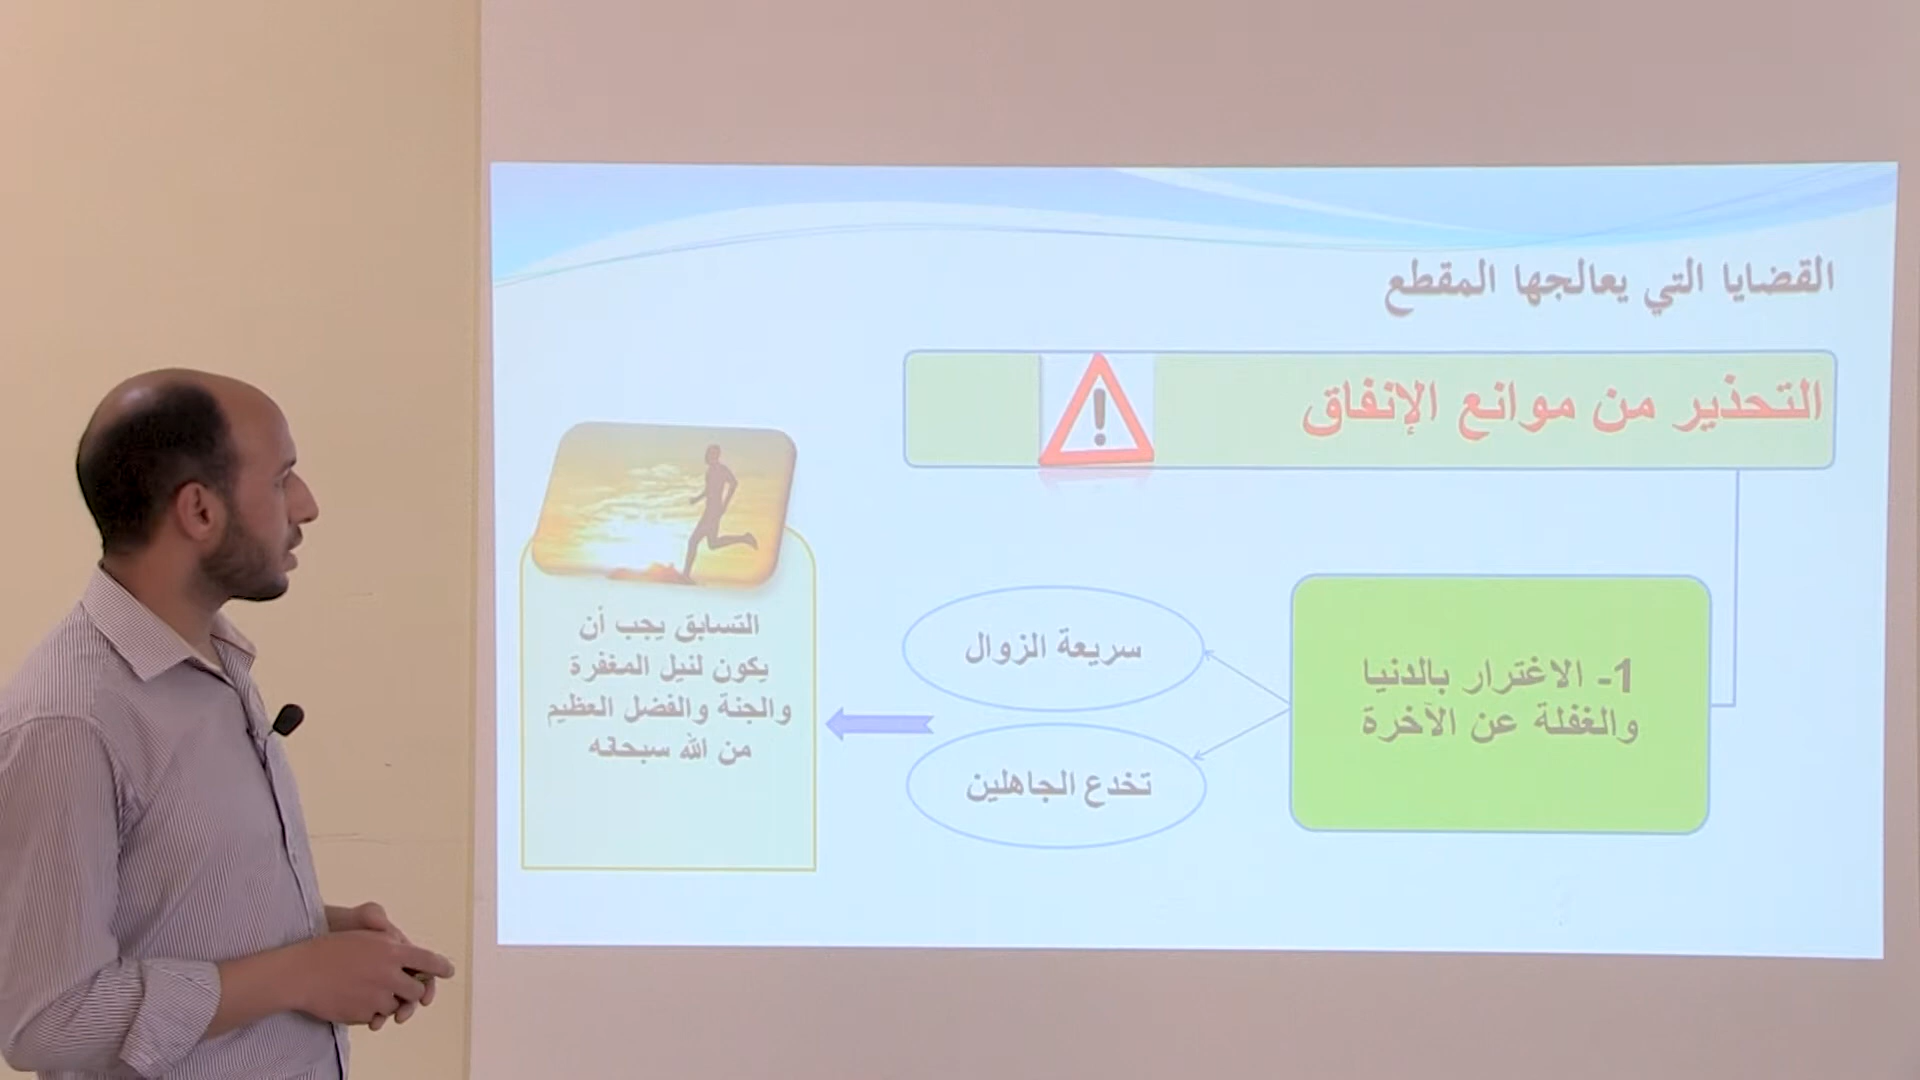 القضايا التي يعالجها المقطع
التحذير من موانع الإنفاق
1- الاغترار بالدنيا
والغفلة عن الآخرة
سريعة الزوال
تخدع الجاهلين
التسابق يجب أن
يكون لنيل المغفرة
والجنة والفضل العظيم
من الله سبحانه